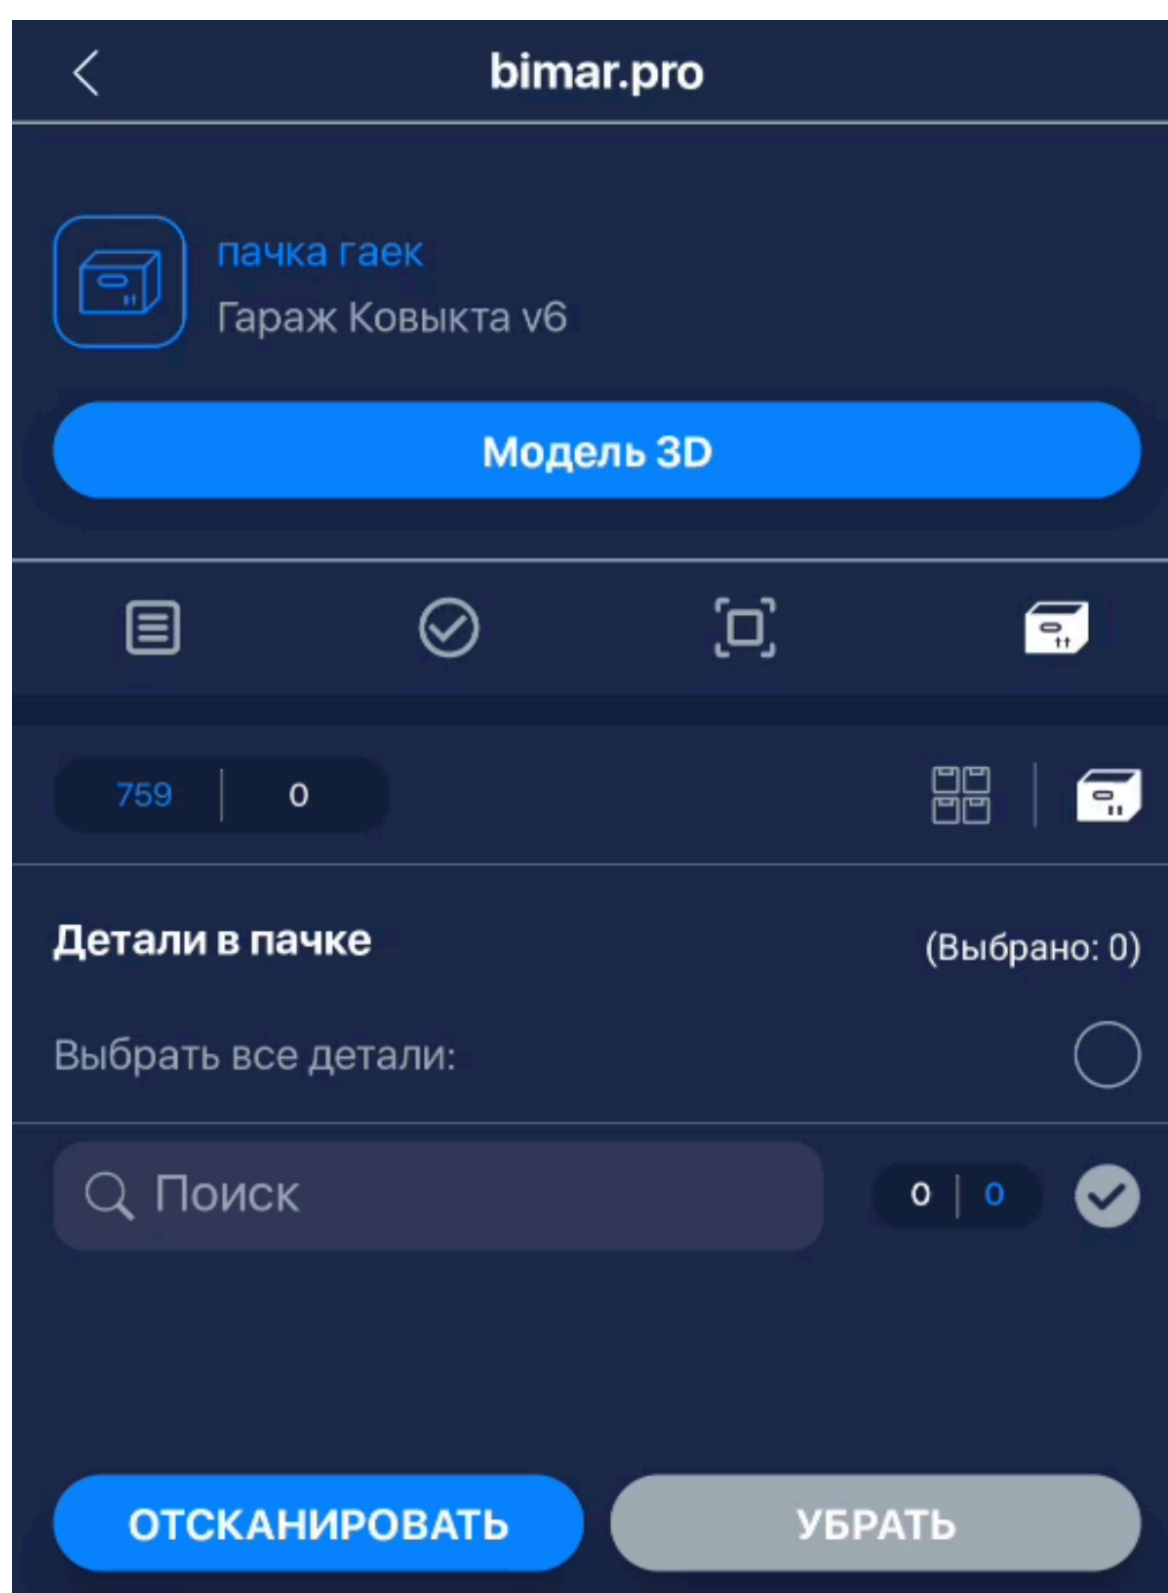 bimar.pro
пачка гаек
Гараж Ковыкта v6
Модель 3D
759 0
Детали в пачке (Выбрано: 0)
Выбрать все детали:
Поиск 0 0
ОТСКАНИРОВАТЬ УБРАТЬ